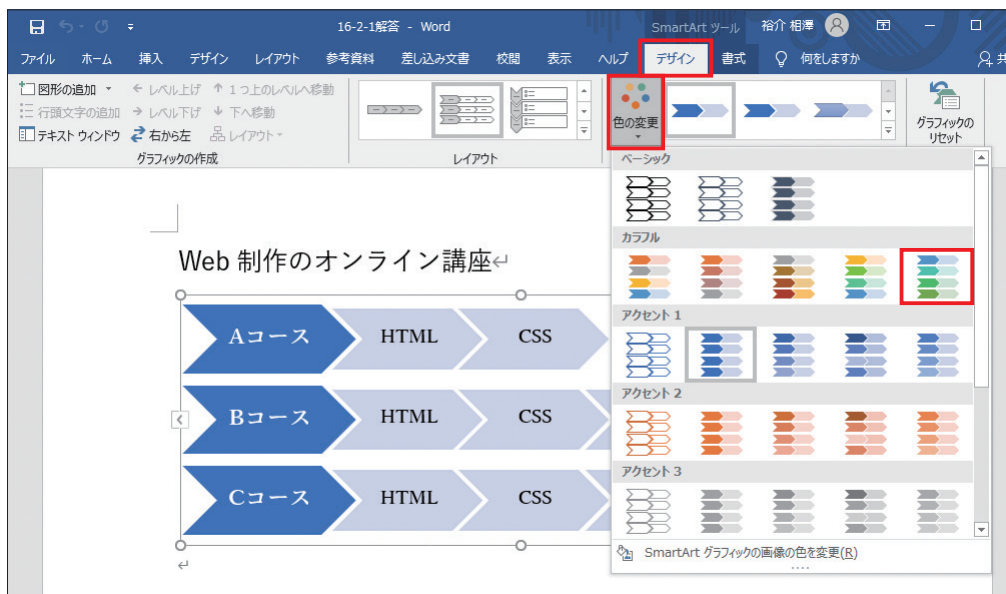 16-2-1解答 - Word
SmartArt ツール
裕介 相澤
ファイル ホーム 挿入 デザイン レイアウト 参考資料 差し込み文書 校閲 表示 ヘルプ デザイン 書式 何をしますか 共
図形の追加 ← レベル上げ ↑ 1つ上のレベルへ移動
行頭文字の追加 → レベル下げ ↓ 下へ移動
テキスト ウィンドウ 右から左 品 レイアウト
グラフィックの作成
レイアウト
色の変更
グラフィックの
リセット
ベーシック
カラフル
アクセント 1
アクセント 2
アクセント 3
SmartArt グラフィックの画像の色を変更(R)
Web 制作のオンライン講座↵
Aコース HTML CSS
Bコース HTML CSS
Cコース HTML CSS
↵